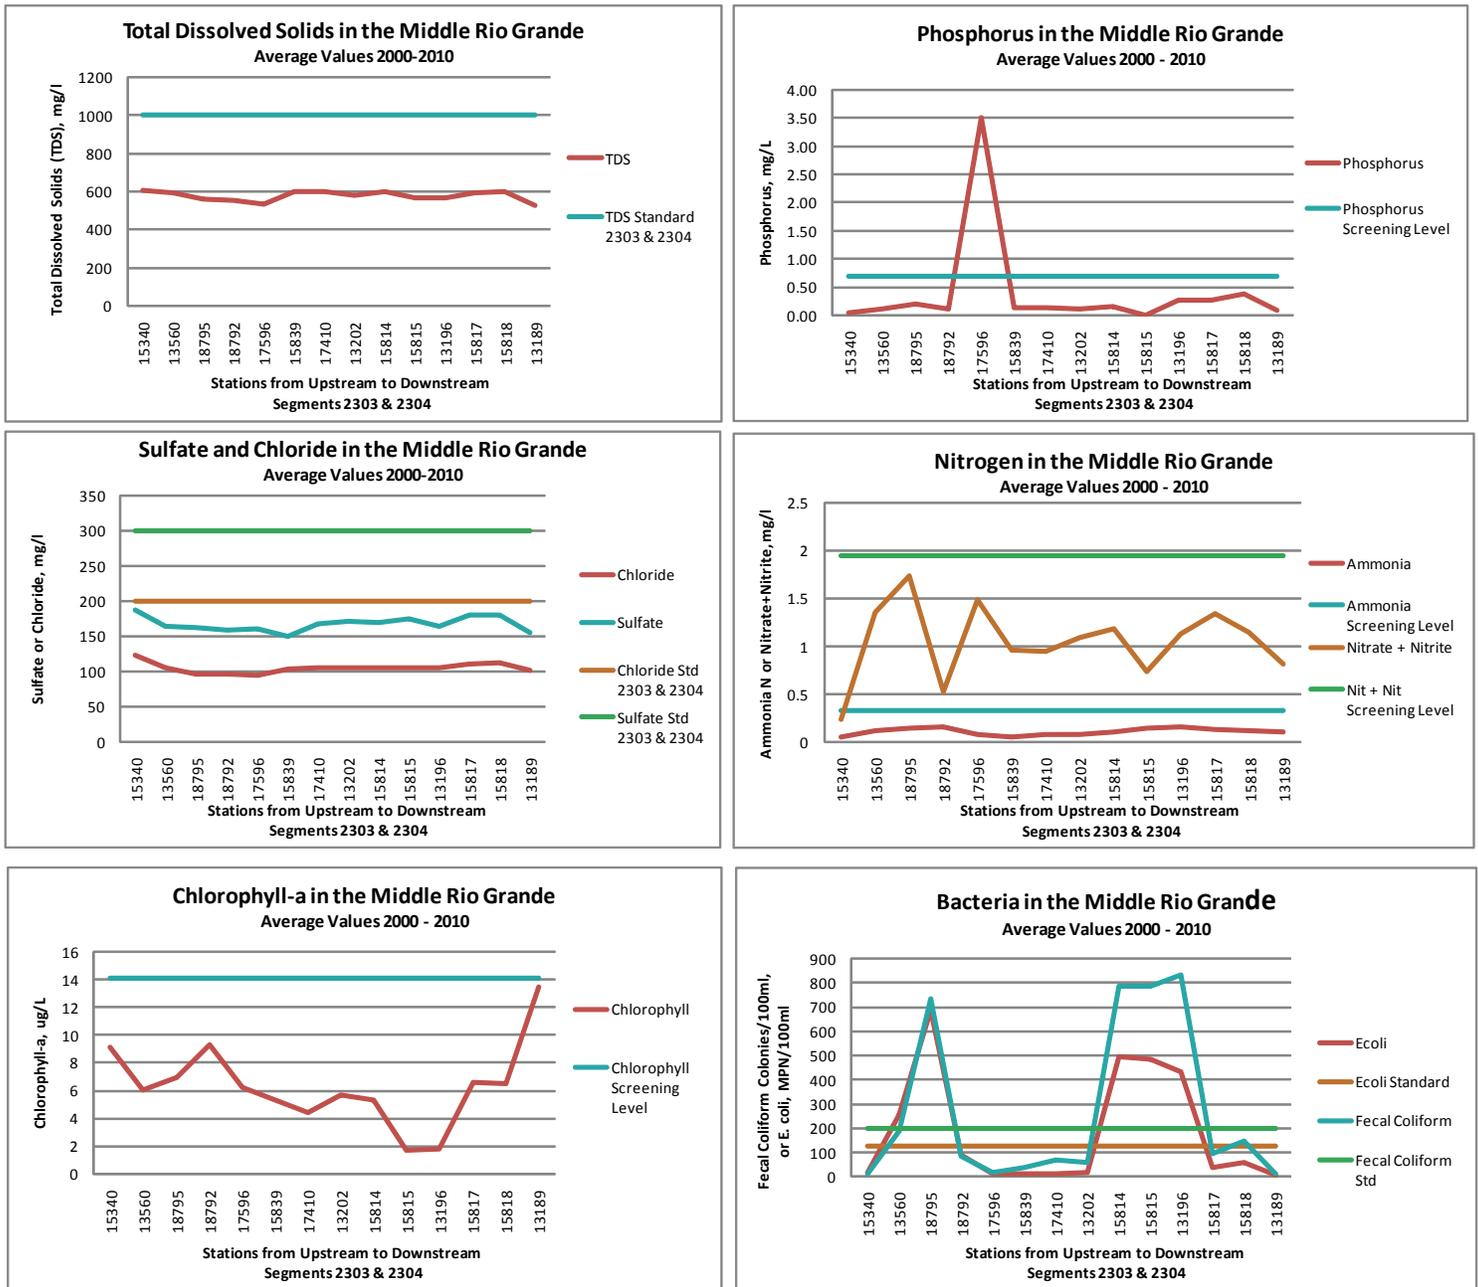 Total Dissolved Solids in the Middle Rio Grande
Average Values 2000-2010
Total Dissolved Solids (TDS), mg/l
1200
1000
800
600
400
200
0
15340
13560
18795
18792
17596
15839
17410
13202
15814
15815
13196
15817
15818
13189
Stations from Upstream to Downstream
Segments 2303 & 2304
TDS
TDS Standard
2303 & 2304
Phosphorus in the Middle Rio Grande
Average Values 2000 - 2010
Phosphorus, mg/L
4.00
3.50
3.00
2.50
2.00
1.50
1.00
0.50
0.00
15340
13560
18795
18792
17596
15839
17410
13202
15814
15815
13196
15817
15818
13189
Stations from Upstream to Downstream
Segments 2303 & 2304
Phosphorus
Phosphorus
Screening Level
Sulfate and Chloride in the Middle Rio Grande
Average Values 2000-2010
Sulfate or Chloride, mg/l
350
300
250
200
150
100
50
0
15340
13560
18795
18792
17596
15839
17410
13202
15814
15815
13196
15817
15818
13189
Stations from Upstream to Downstream
Segments 2303 & 2304
Chloride
Sulfate
Chloride Std
2303 & 2304
Sulfate Std
2303 & 2304
Nitrogen in the Middle Rio Grande
Average Values 2000 - 2010
Ammonia N or Nitrate+Nitrite, mg/l
2.5
2
1.5
1
0.5
0
15340
13560
18795
18792
17596
15839
17410
13202
15814
15815
13196
15817
15818
13189
Stations from Upstream to Downstream
Segments 2303 & 2304
Ammonia
Ammonia
Screening Level
Nitrate + Nitrite
Nit + Nit
Screening Level
Chlorophyll-a in the Middle Rio Grande
Average Values 2000 - 2010
Chlorophyll-a, ug/L
16
14
12
10
8
6
4
2
0
15340
13560
18795
18792
17596
15839
17410
13202
15814
15815
13196
15817
15818
13189
Stations from Upstream to Downstream
Segments 2303 & 2304
Chlorophyll
Chlorophyll
Screening
Level
Bacteria in the Middle Rio Grande
Average Values 2000 - 2010
Fecal Coliform Colonies/100ml,
or E. coli, MPN/100ml
900
800
700
600
500
400
300
200
100
0
15340
13560
18795
18792
17596
15839
17410
13202
15814
15815
13196
15817
15818
13189
Stations from Upstream to Downstream
Segments 2303 & 2304
Ecoli
Ecoli Standard
Fecal Coliform
Fecal Coliform
Std